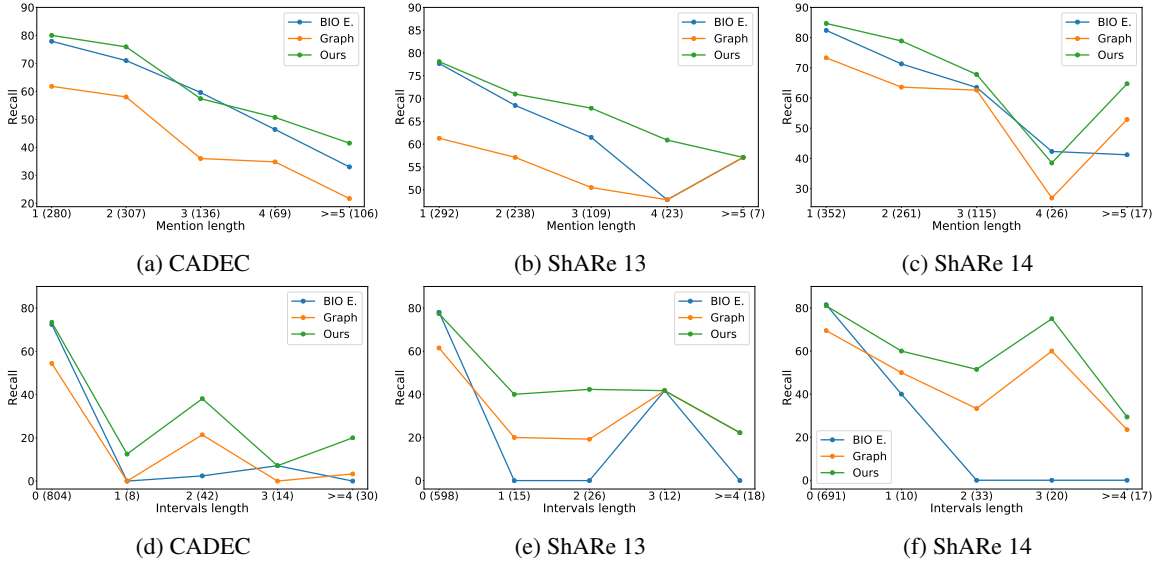 90
80
70
60
50
40
30
20
Recall
BIO E.
Graph
Ours
1 (280) 2 (307) 3 (136) 4 (69) >=5 (106)
Mention length
(a) CADEC
90
85
80
75
70
65
60
55
50
Recall
BIO E.
Graph
Ours
1 (292) 2 (238) 3 (109) 4 (23) >=5 (7)
Mention length
(b) ShARe 13
90
80
70
60
50
40
30
Recall
BIO E.
Graph
Ours
1 (352) 2 (261) 3 (115) 4 (26) >=5 (17)
Mention length
(c) ShARe 14
80
60
40
20
0
Recall
BIO E.
Graph
Ours
0 (804) 1 (8) 2 (42) 3 (14) >=4 (30)
Intervals length
(d) CADEC
80
60
40
20
0
Recall
BIO E.
Graph
Ours
0 (598) 1 (15) 2 (26) 3 (12) >=4 (18)
Intervals length
(e) ShARe 13
80
60
40
20
0
Recall
BIO E.
Graph
Ours
0 (691) 1 (10) 2 (33) 3 (20) >=4 (17)
Intervals length
(f) ShARe 14